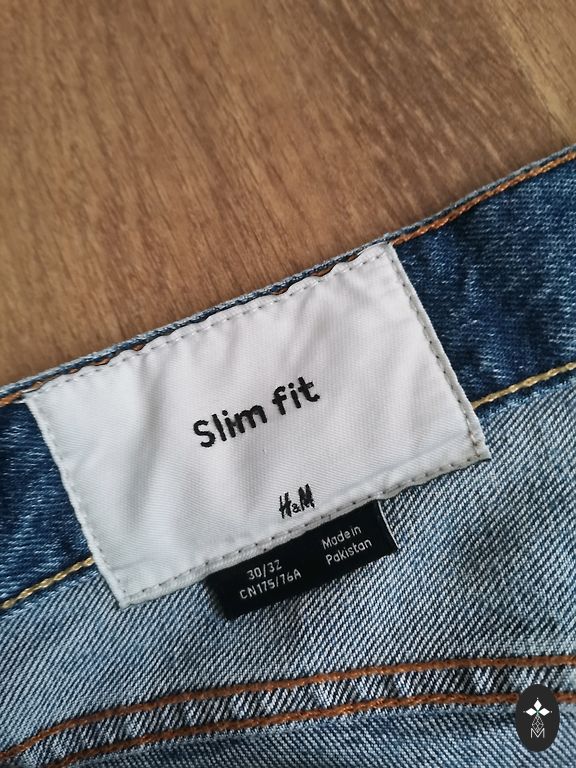 Slim fit
H&M
30/32
CN175/76A
Made in
Pakistan
M